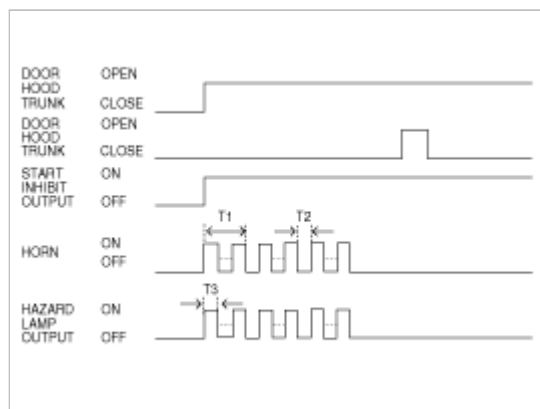 DOOR OPEN
HOOD
TRUNK CLOSE
DOOR OPEN
HOOD
TRUNK CLOSE
START ON
INHIBIT
OUTPUT OFF
T1 T2
HORN ON
OFF
T3
HAZARD ON
LAMP
OUTPUT OFF